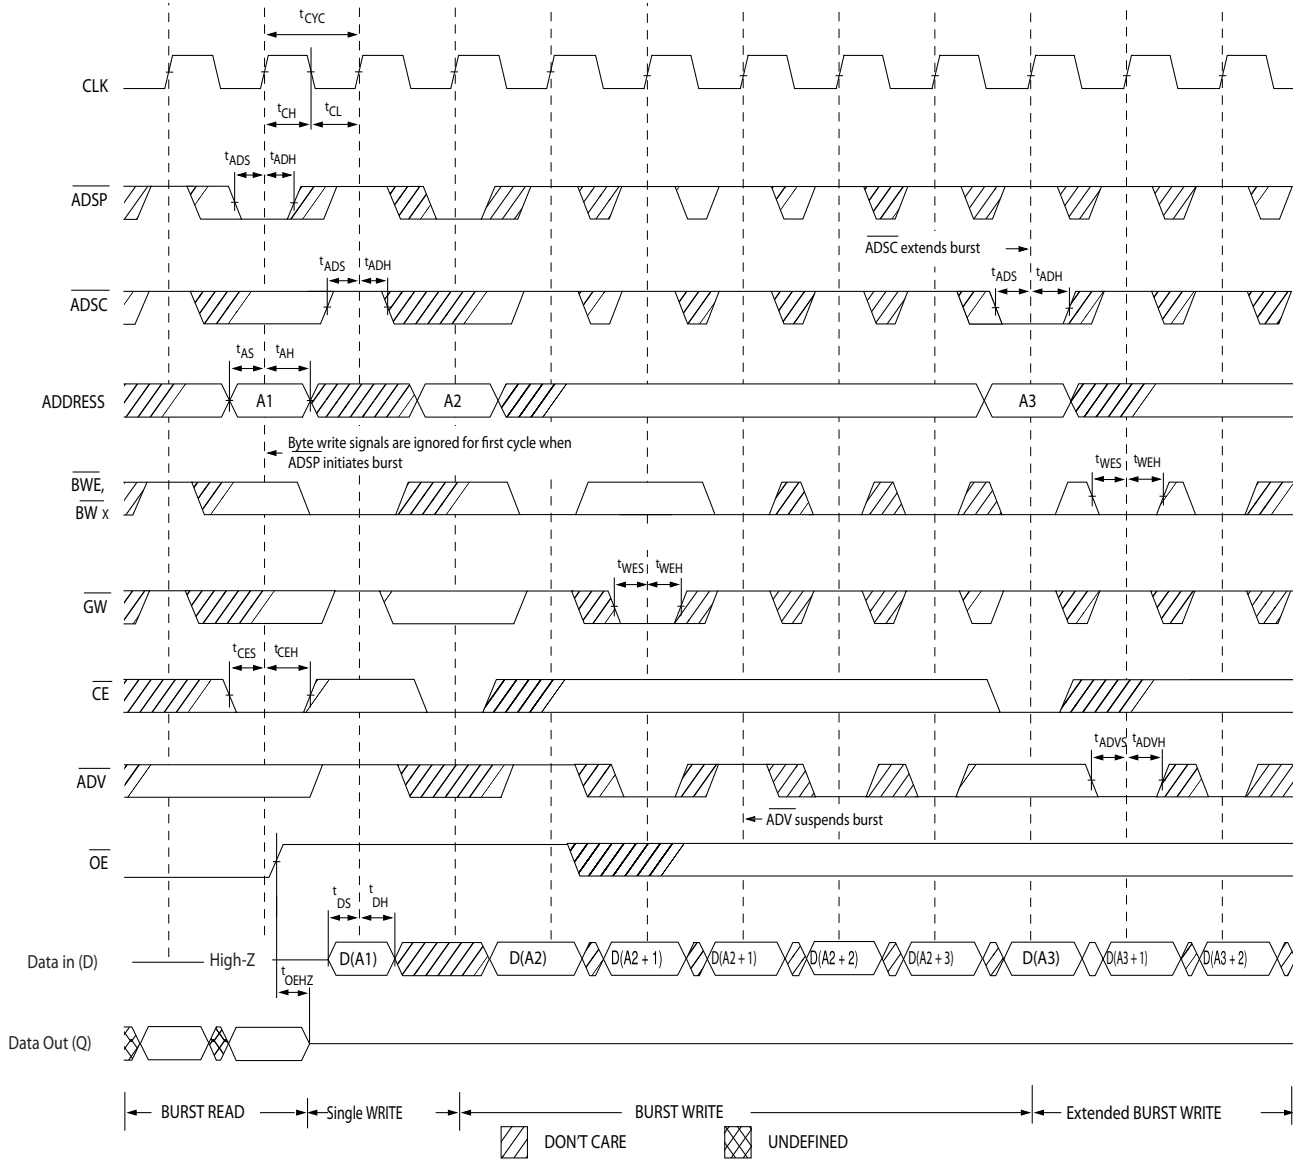 tCYC
CLK
tCH
tCL
tADS
tADH
ADSP
ADSC extends burst
tADS
tADH
tADS
tADH
ADSC
tAS
tAH
ADDRESS
A1
A2
A3
Byte write signals are ignored for first cycle when
ADSP initiates burst
tWES
tWEH
BWE,
BW X
tWES
tWEH
GW
tCES
tCEH
CE
tADVS
tADVH
ADV
ADV suspends burst
OE
tDS
tDH
Data in (D)
High-Z
D(A1)
D(A2)
D(A2 + 1)
D(A2 + 1)
D(A2 + 2)
D(A2 + 3)
D(A3)
D(A3 + 1)
D(A3 + 2)
tOEHZ
Data Out (Q)
BURST READ
Single WRITE
BURST WRITE
Extended BURST WRITE
DON'T CARE
UNDEFINED